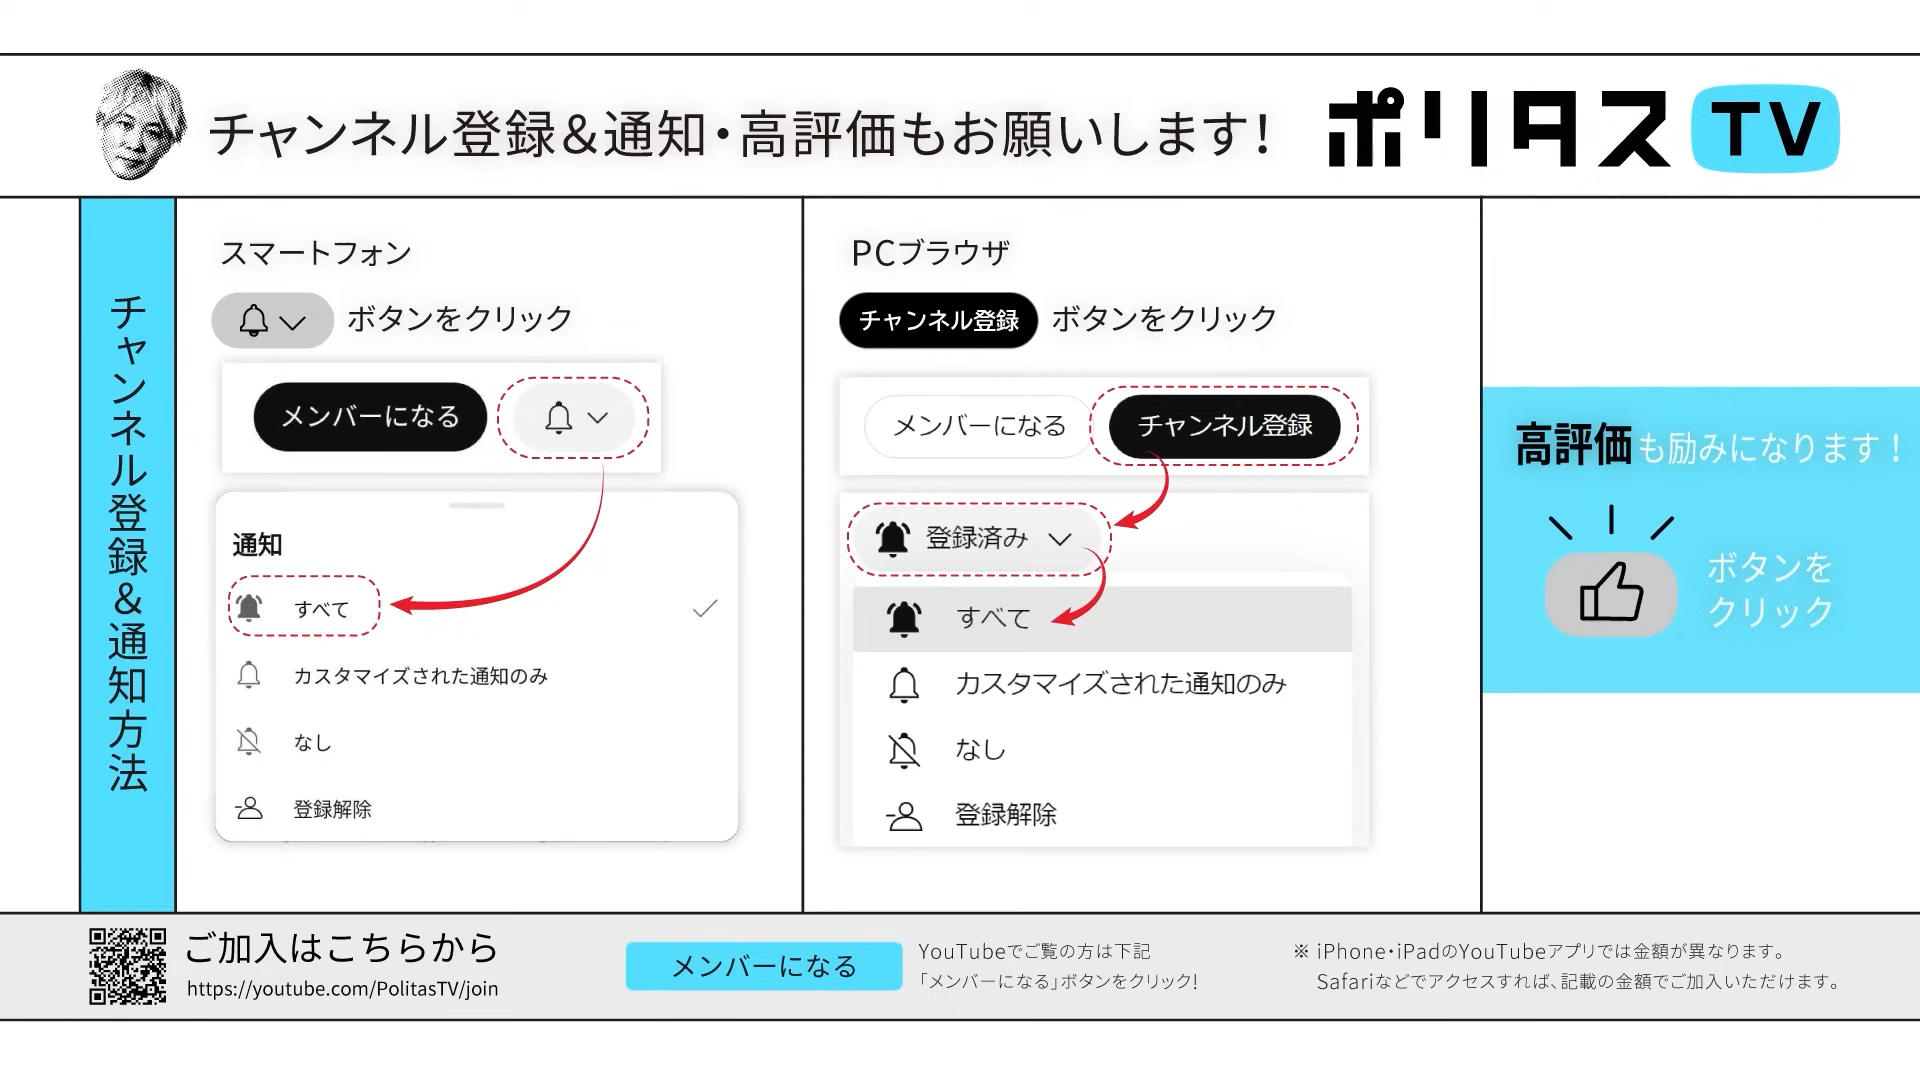 チャンネル登録＆通知・高評価もお願いします！
ポリタスTV
チャンネル登録＆通知方法
スマートフォン
ボタンをクリック
メンバーになる
通知
すべて
カスタマイズされた通知のみ
なし
登録解除
PCブラウザ
チャンネル登録 ボタンをクリック
メンバーになる チャンネル登録
登録済み
すべて
カスタマイズされた通知のみ
なし
登録解除
高評価も励みになります！
ボタンを
クリック
ご加入はこちらから
https://youtube.com/PolitasTV/join
メンバーになる
YouTubeでご覧の方は下記
「メンバーになる」ボタンをクリック!
※ iPhone・iPadのYouTubeアプリでは金額が異なります。
Safariなどでアクセスすれば、記載の金額でご加入いただけます。